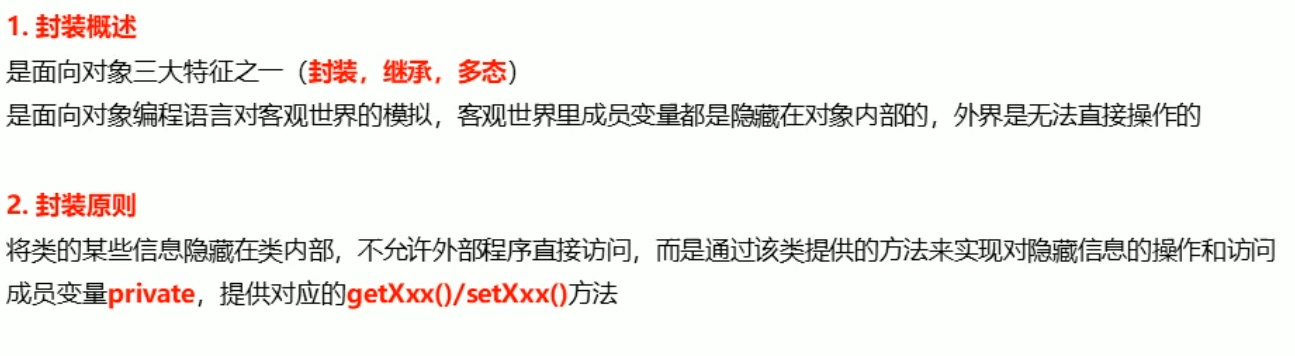 1. 封装概述
是面向对象三大特征之一（封装，继承，多态）
是面向对象编程语言对客观世界的模拟，客观世界里成员变量都是隐藏在对象内部的，外界是无法直接操作的
2. 封装原则
将类的某些信息隐藏在类内部，不允许外部程序直接访问，而是通过该类提供的方法来实现对隐藏信息的操作和访问
成员变量private，提供对应的getXxx()/setXxx()方法